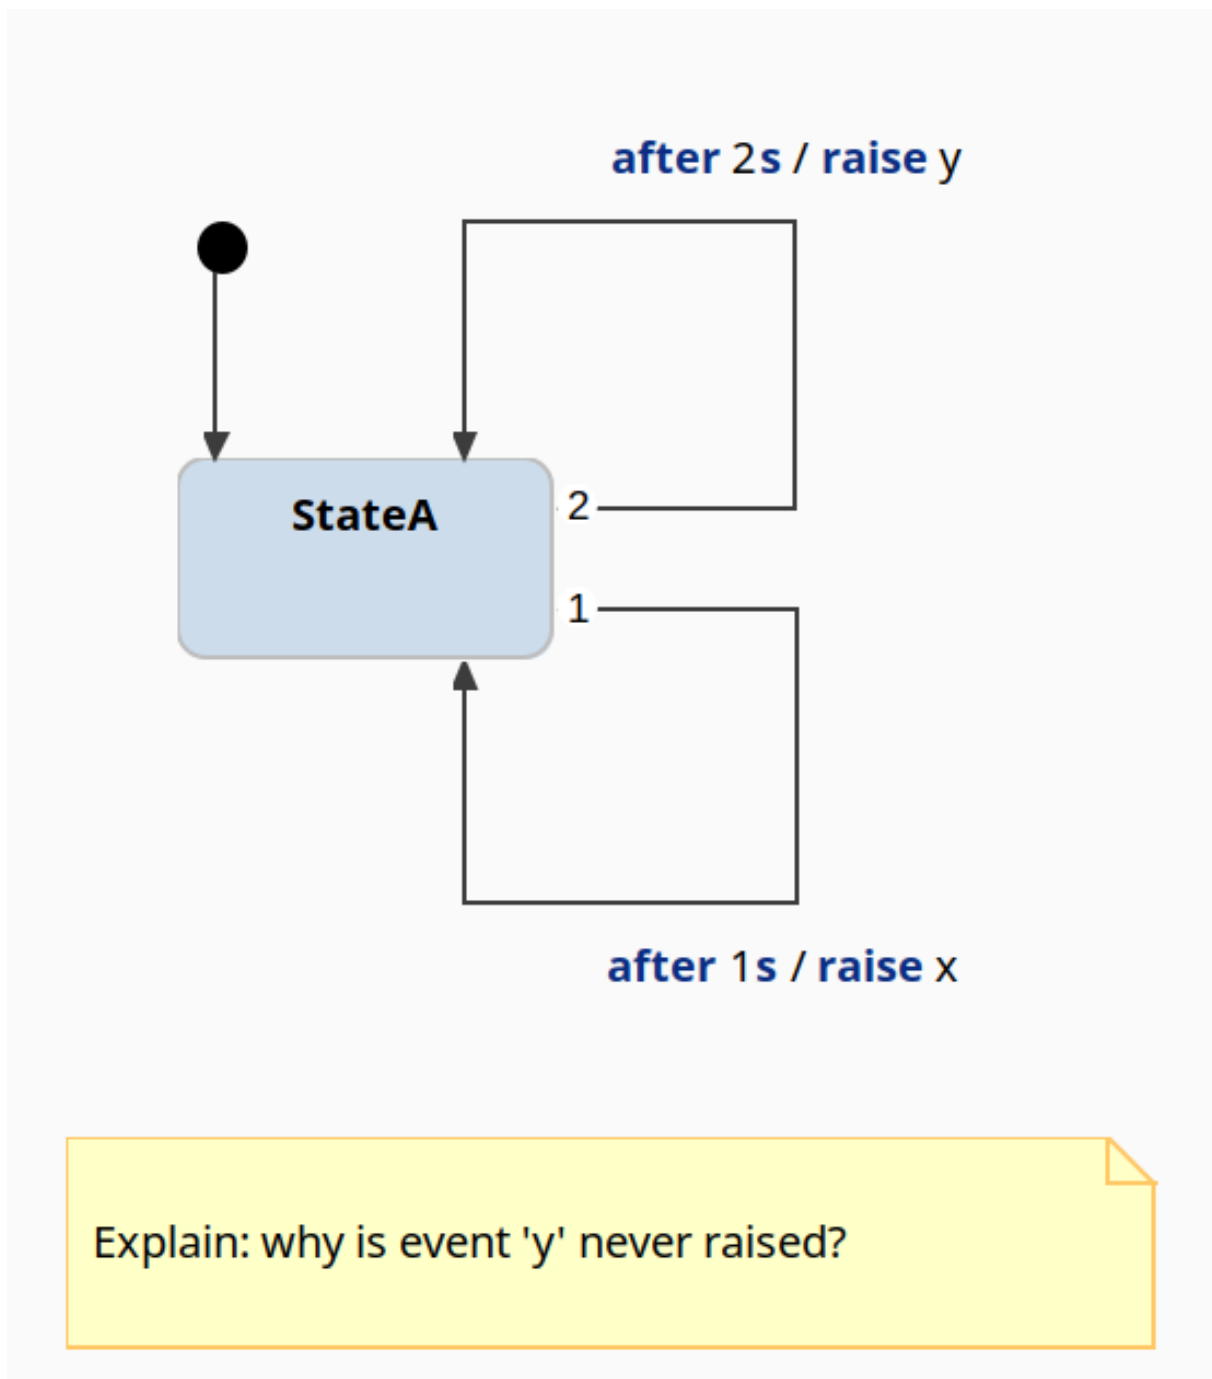 after 2s / raise y
StateA
2
1
after 1s / raise x
Explain: why is event 'y' never raised?